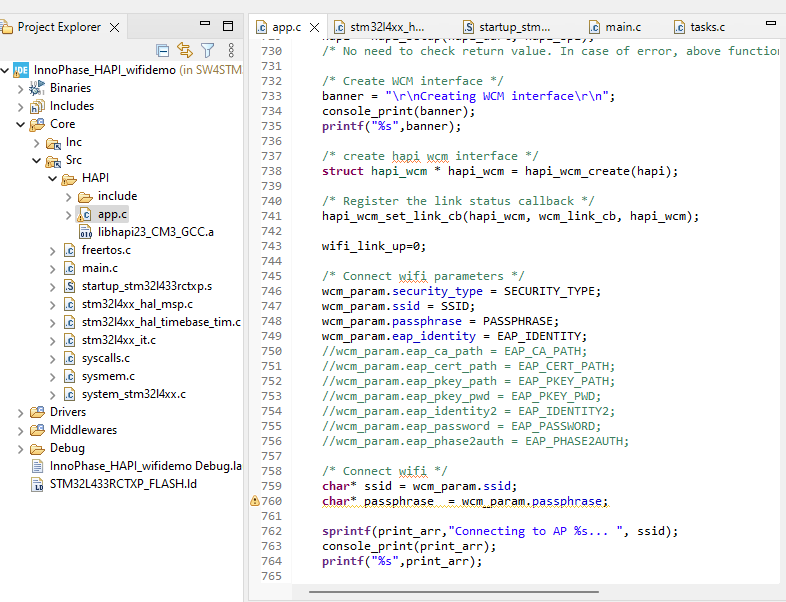 Project Explorer
InnoPhase_HAPI_wifidemo (in SW4STM
Binaries
Includes
Core
Inc
Src
HAPI
include
app.c
libhapi23_CM3_GCC.a
freertos.c
main.c
startup_stm32l433rctxp.s
stm32l4xx_hal_msp.c
stm32l4xx_hal_timebase_tim.c
stm32l4xx_it.c
syscalls.c
sysmem.c
system_stm32l4xx.c
Drivers
Middlewares
Debug
InnoPhase_HAPI_wifidemo Debug.la
STM32L433RCTXP_FLASH.ld
app.c
stm32l4xx_h...
startup_stm...
main.c
tasks.c
730 /* No need to check return value. In case of error, above function
731
732 /* Create WCM interface */
733 banner = "\r\nCreating WCM interface\r\n";
734 console_print(banner);
735 printf("%s",banner);
736
737 /* create hapi wcm interface */
738 struct hapi_wcm * hapi_wcm = hapi_wcm_create(hapi);
739
740 /* Register the link status callback */
741 hapi_wcm_set_link_cb(hapi_wcm, wcm_link_cb, hapi_wcm);
742
743 wifi_link_up=0;
744
745 /* Connect wifi parameters */
746 wcm_param.security_type = SECURITY_TYPE;
747 wcm_param.ssid = SSID;
748 wcm_param.passphrase = PASSPHRASE;
749 wcm_param.eap_identity = EAP_IDENTITY;
750 //wcm_param.eap_ca_path = EAP_CA_PATH;
751 //wcm_param.eap_cert_path = EAP_CERT_PATH;
752 //wcm_param.eap_pkey_path = EAP_PKEY_PATH;
753 //wcm_param.eap_pkey_pwd = EAP_PKEY_PWD;
754 //wcm_param.eap_identity2 = EAP_IDENTITY2;
755 //wcm_param.eap_password = EAP_PASSWORD;
756 //wcm_param.eap_phase2auth = EAP_PHASE2AUTH;
757
758 /* Connect wifi */
759 char* ssid = wcm_param.ssid;
760 char* passphrase  = wcm_param.passphrase;
761
762 sprintf(print_arr,"Connecting to AP %s... ", ssid);
763 console_print(print_arr);
764 printf("%s",print_arr);
765